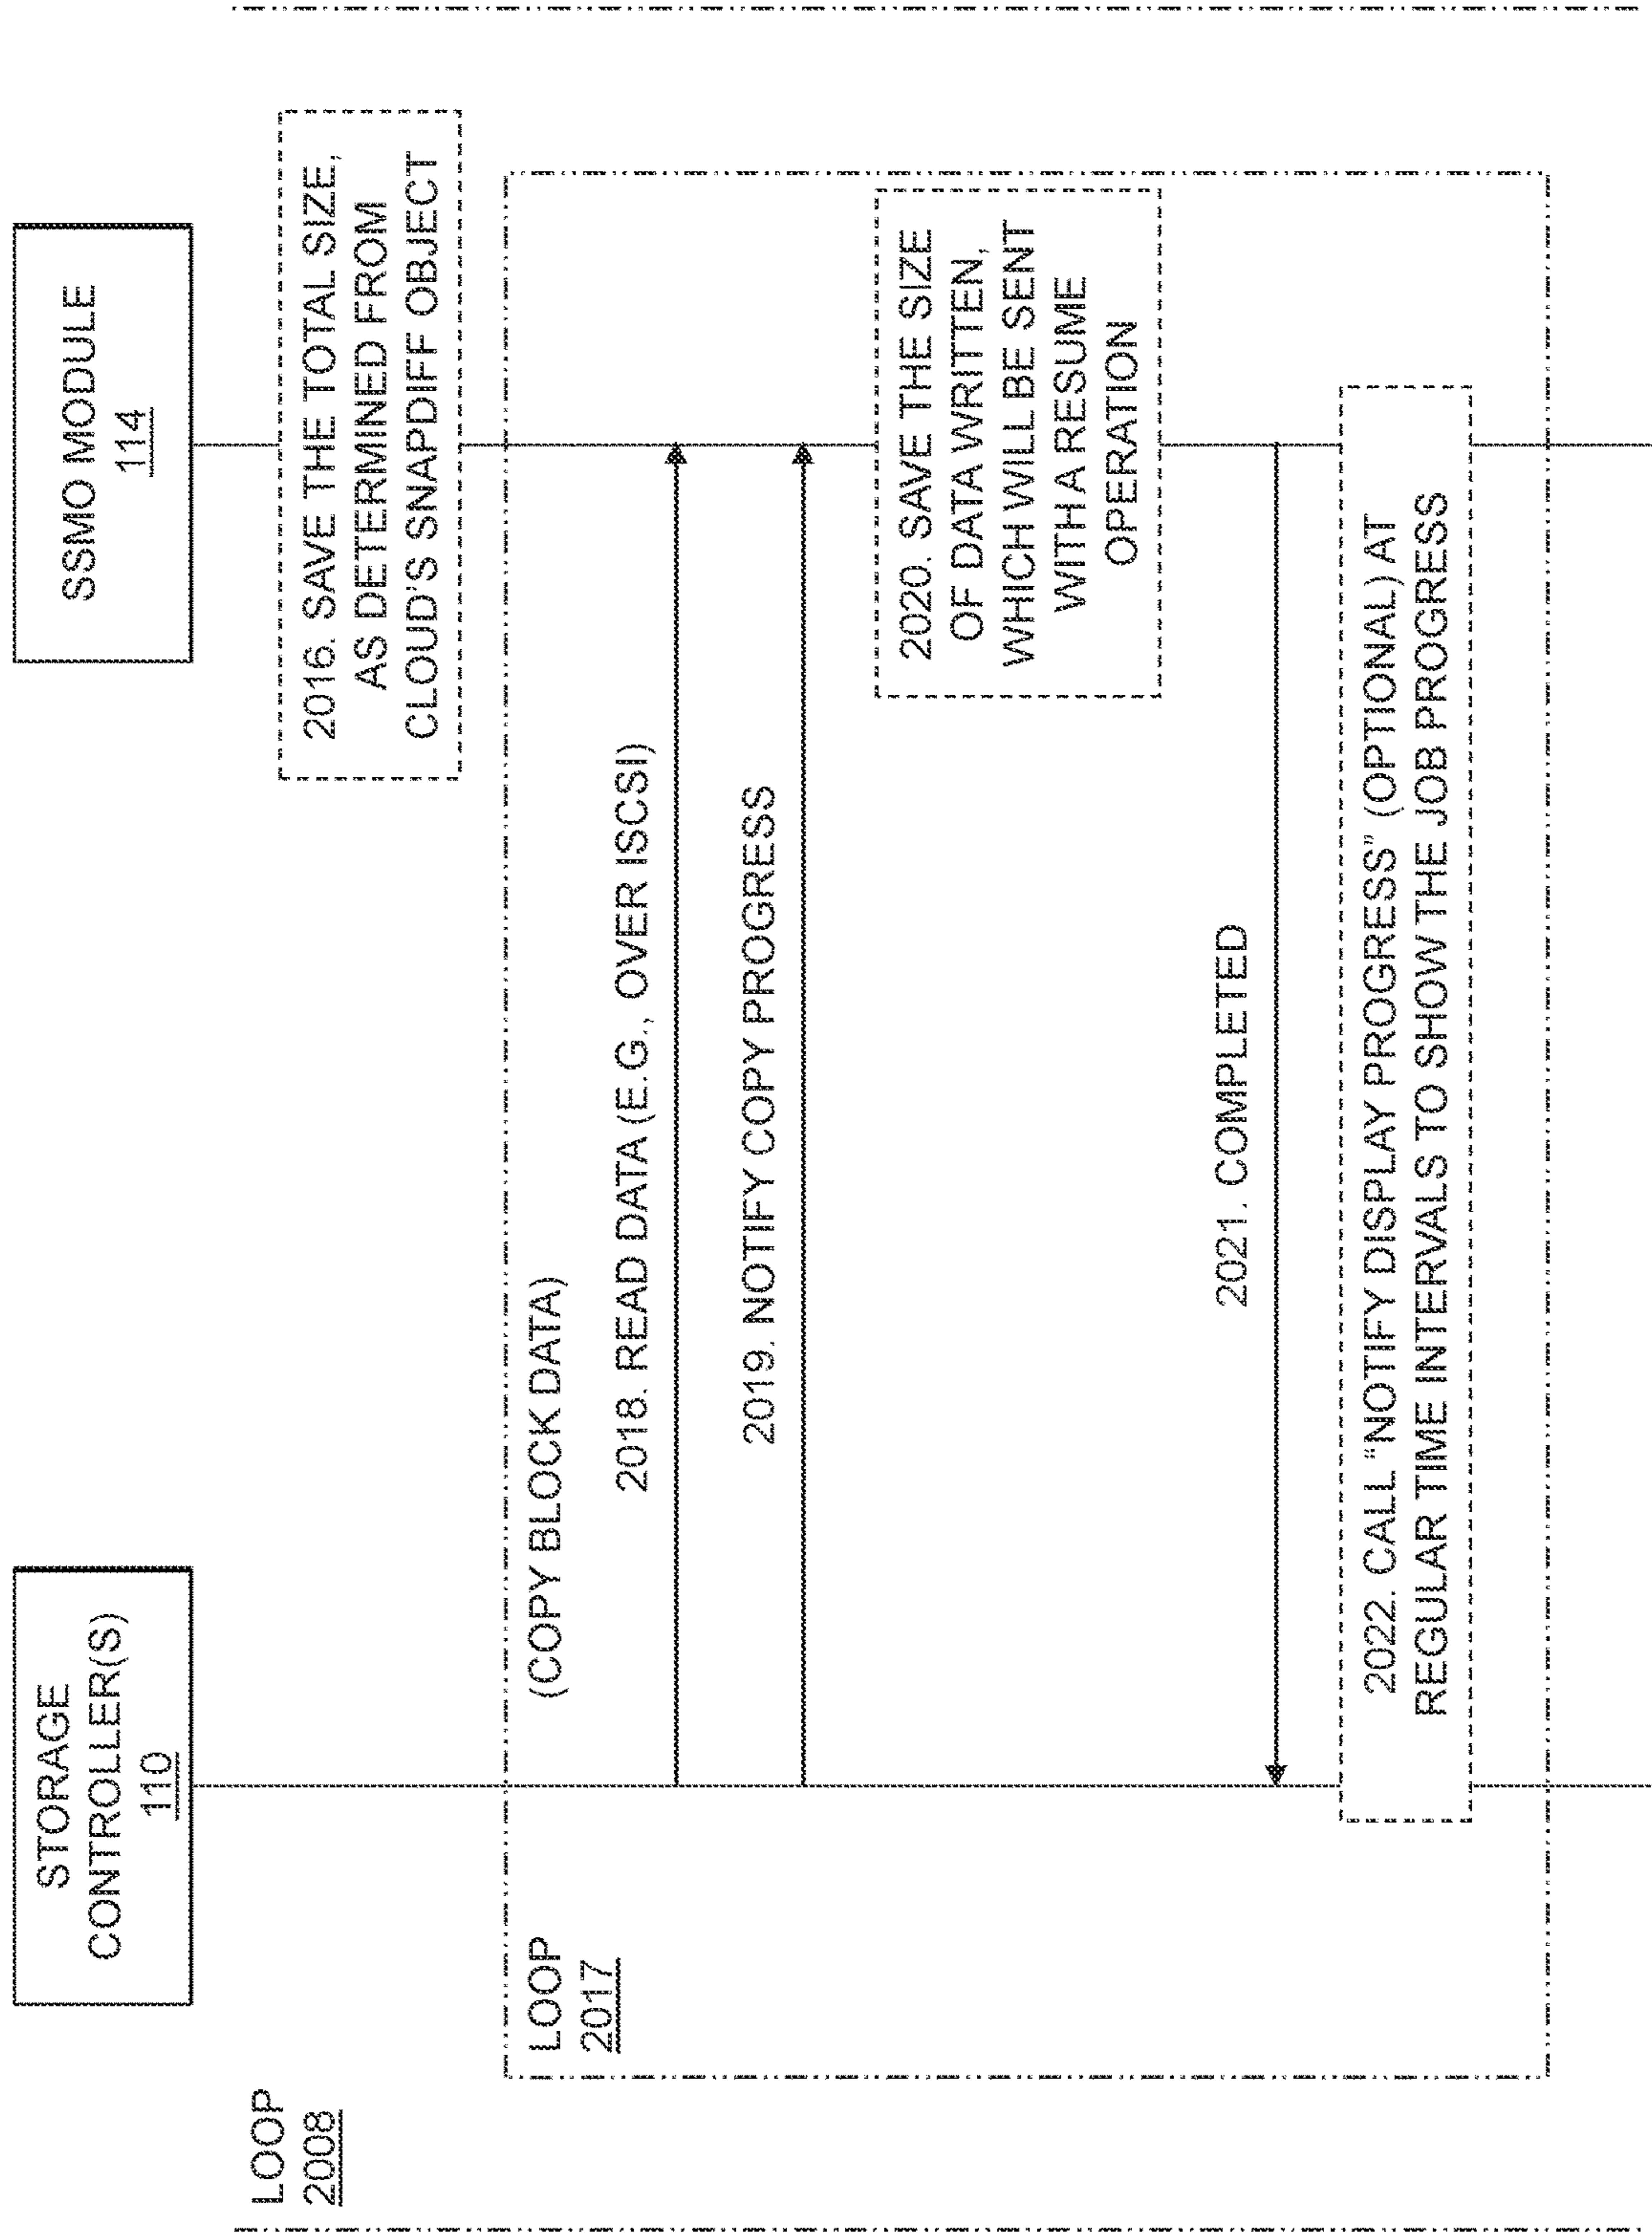 STORAGE
CONTROLLER(S)
110
SSMO MODULE
114
LOOP
2008
2016. SAVE THE TOTAL SIZE,
AS DETERMINED FROM
CLOUD'S SNAPDIFF OBJECT
LOOP
2017
(COPY BLOCK DATA)
2018. READ DATA (E.G., OVER ISCSI)
2019. NOTIFY COPY PROGRESS
2020. SAVE THE SIZE
OF DATA WRITTEN,
WHICH WILL BE SENT
WITH A RESUME
OPERATION
2021. COMPLETED
2022. CALL “NOTIFY DISPLAY PROGRESS” (OPTIONAL) AT
REGULAR TIME INTERVALS TO SHOW THE JOB PROGRESS